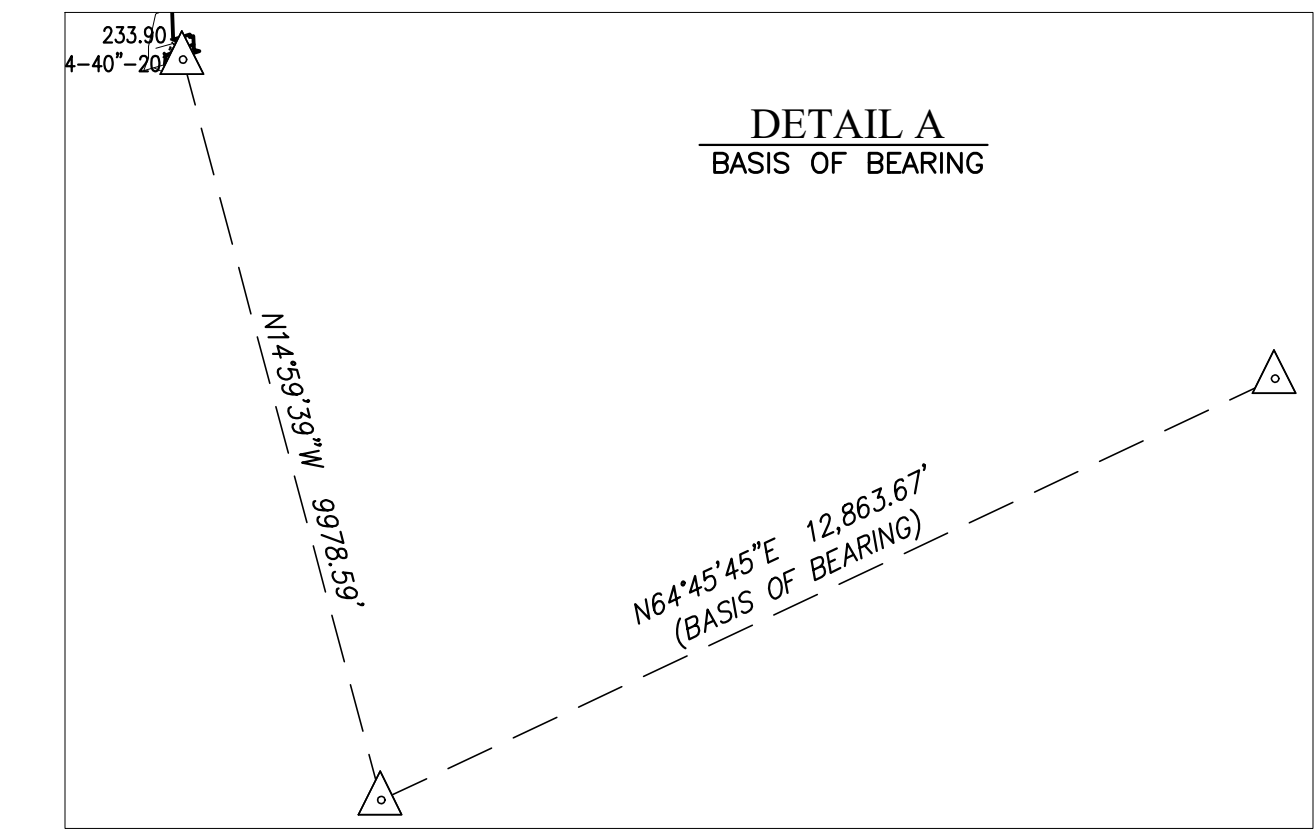 233.90
4-40"-20"
DETAIL A
BASIS OF BEARING
N14°59'39"W 9978.59'
N64°45'45"E 12,863.67'
(BASIS OF BEARING)